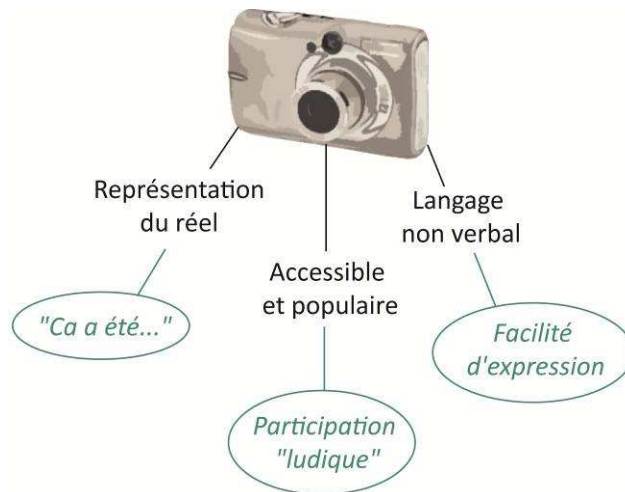 Représentation
du réel
"Ca a été..."
Accessible
et populaire
Participation
"ludique"
Langage
non verbal
Facilité
d'expression